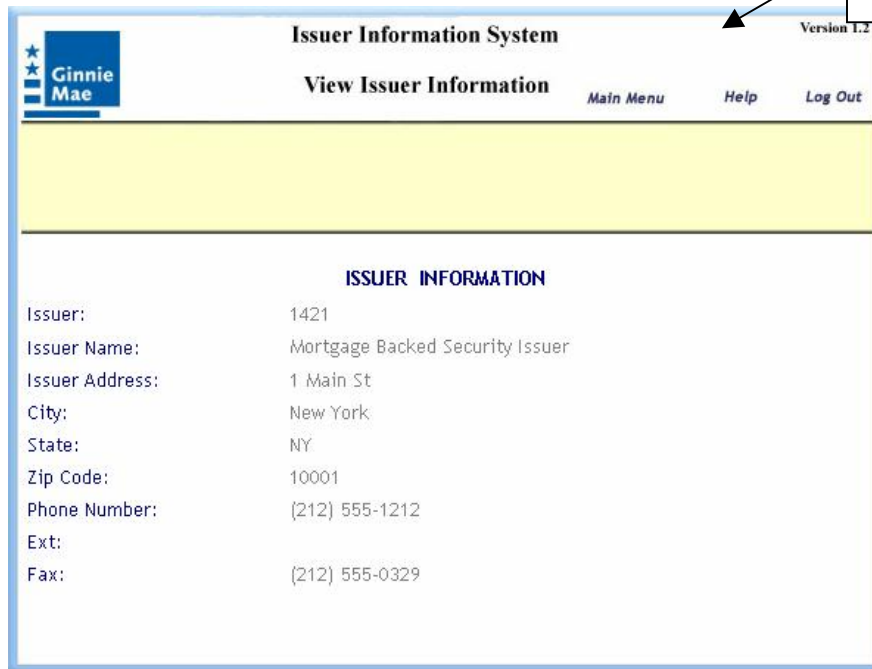 Issuer Information System
Version 1.2
Ginnie
Mae
View Issuer Information
Main Menu Help Log Out
ISSUER INFORMATION
Issuer: 1421
Issuer Name: Mortgage Backed Security Issuer
Issuer Address: 1 Main St
City: New York
State: NY
Zip Code: 10001
Phone Number: (212) 555-1212
Ext:
Fax: (212) 555-0329